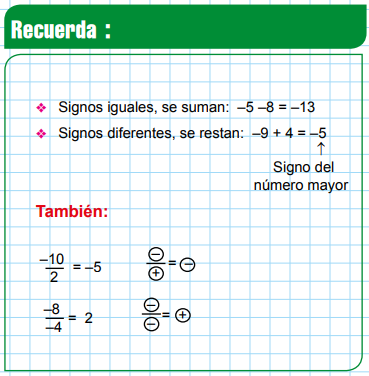 Recuerda :
❖ Signos iguales, se suman: –5 –8 = –13
❖ Signos diferentes, se restan: –9 + 4 = –5
↑
Signo del
número mayor
También:
–10/2 = –5 ⊖/⊕ = ⊖
–8/–4 = 2 ⊖/⊖ = ⊕